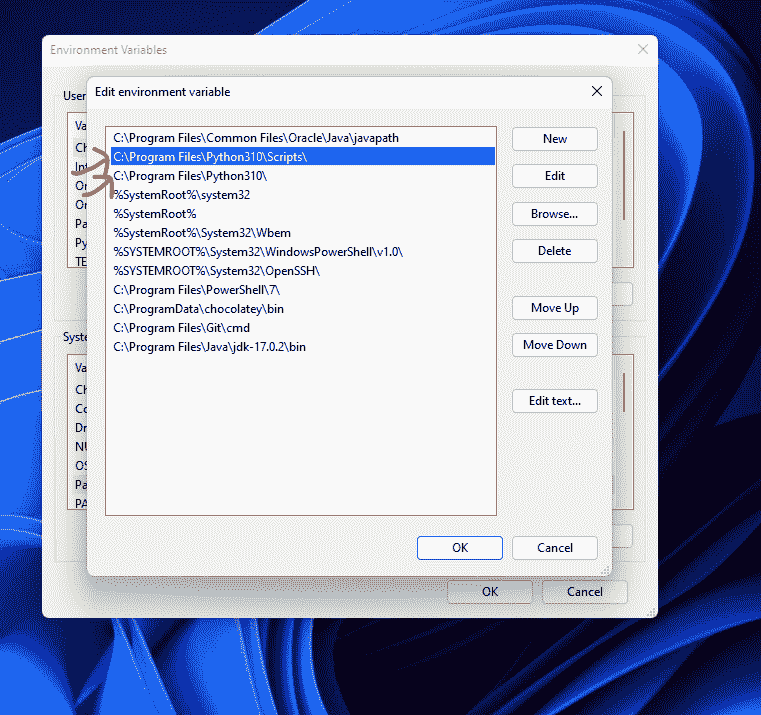 Environment Variables
Edit environment variable
User
Va
Ch
Int
On
Pa
Py
TE
C:\Program Files\Common Files\Oracle\Java\javapath
C:\Program Files\Python310\Scripts\
C:\Program Files\Python310\
%SystemRoot%\system32
%SystemRoot%
%SystemRoot%\System32\Wbem
%SYSTEMROOT%\System32\WindowsPowerShell\v1.0\
%SYSTEMROOT%\System32\OpenSSH\
C:\Program Files\PowerShell\7\
C:\ProgramData\chocolatey\bin
C:\Program Files\Git\cmd
C:\Program Files\Java\jdk-17.0.2\bin
New
Edit
Browse...
Delete
Move Up
Move Down
Edit text...
Syste
Va
Ch
Co
Dr
NU
OS
Pa
PA
OK
Cancel
OK
Cancel